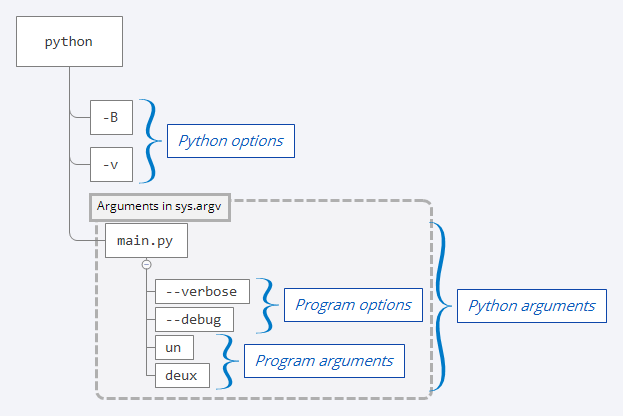 python
-B
-v
Python options
Arguments in sys.argv
main.py
--verbose
--debug
Program options
Python arguments
un
deux
Program arguments